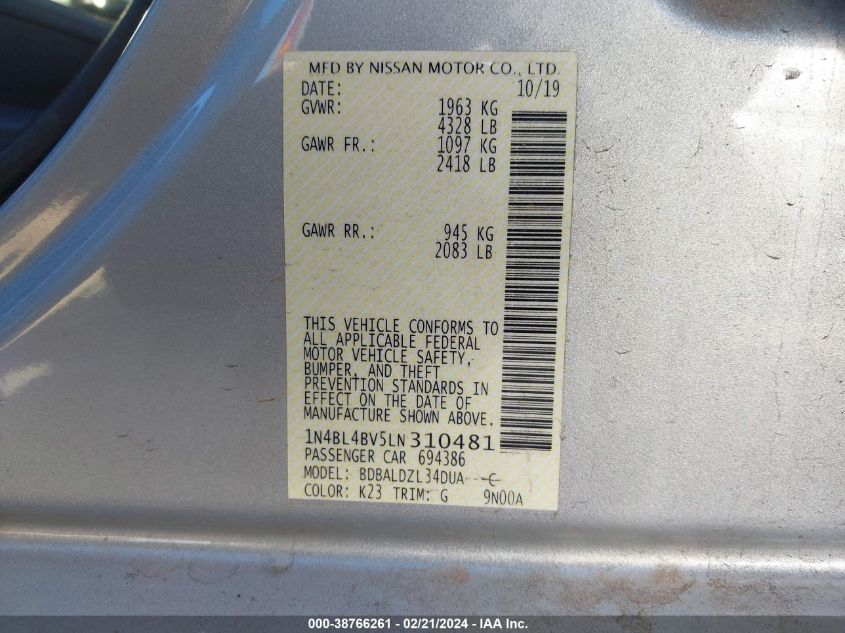 MFD BY NISSAN MOTOR CO., LTD.
DATE: 10/19
GVWR: 1963 KG
4328 LB
GAWR FR.: 1097 KG
2418 LB
GAWR RR.: 945 KG
2083 LB
THIS VEHICLE CONFORMS TO
ALL APPLICABLE FEDERAL
MOTOR VEHICLE SAFETY,
BUMPER, AND THEFT
PREVENTION STANDARDS IN
EFFECT ON THE DATE OF
MANUFACTURE SHOWN ABOVE.
1N4BL4BV5LN310481
PASSENGER CAR 694386
MODEL: BDBALDZL34DUA---C
COLOR: K23 TRIM: G 9N00A
000-38766261 - 02/21/2024 - IAAI.com